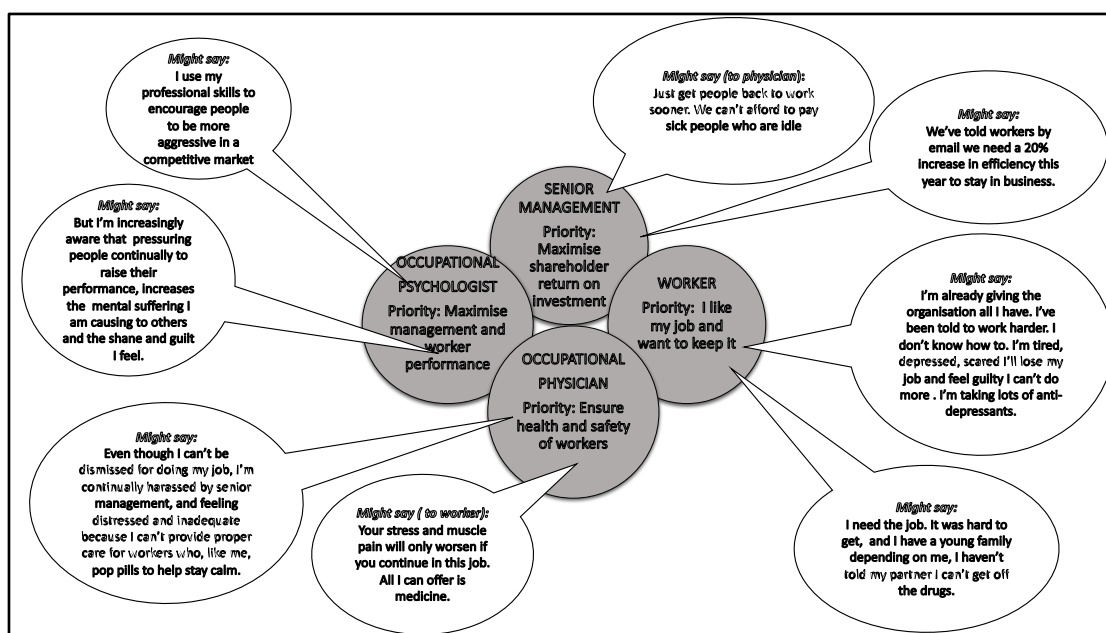 Might say:
I use my
professional skills to
encourage people
to be more
aggressive in a
competitive market
Might say (to physician):
Just get people back to work
sooner. We can't afford to pay
sick people who are idle
Might say:
We've told workers by
email we need a 20%
increase in efficiency this
year to stay in business.
Might say:
But I'm increasingly
aware that pressuring
people continually to
raise their
performance, increases
the mental suffering I
am causing to others
and the shane and guilt
I feel.
SENIOR
MANAGEMENT
Priority:
Maximise
shareholder
return on
investment
OCCUPATIONAL
PSYCHOLOGIST
Priority: Maximise
management and
worker
performance
WORKER
Priority: I like
my job and
want to keep it
OCCUPATIONAL
PHYSICIAN
Priority: Ensure
health and safety
of workers
Might say:
I'm already giving the
organisation all I have. I've
been told to work harder. I
don't know how to. I'm tired,
depressed, scared I'll lose my
job and feel guilty I can't do
more . I'm taking lots of anti-
depressants.
Might say:
Even though I can't be
dismissed for doing my job, I'm
continually harassed by senior
management, and feeling
distressed and inadequate
because I can't provide proper
care for workers who, like me,
pop pills to help stay calm.
Might say ( to worker):
Your stress and muscle
pain will only worsen if
you continue in this job.
All I can offer is
medicine.
Might say:
I need the job. It was hard to
get, and I have a young family
depending on me, I haven't
told my partner I can't get off
the drugs.